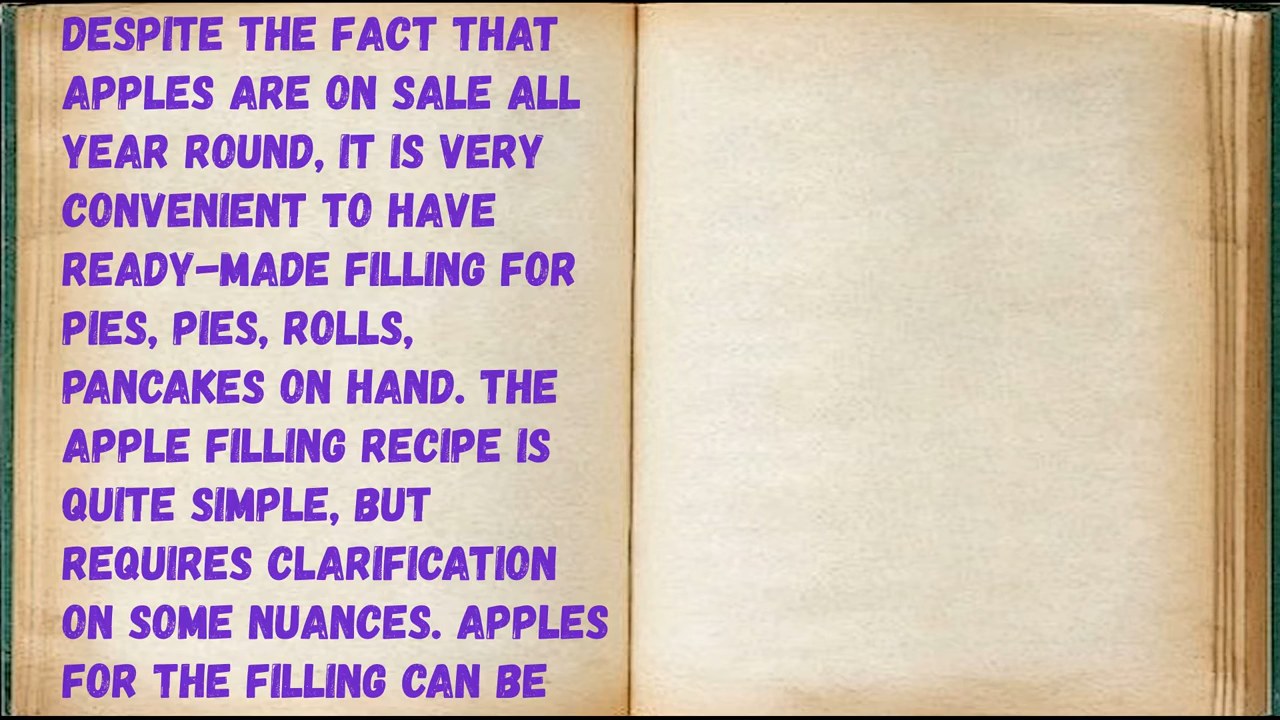 DESPITE THE FACT THAT
APPLES ARE ON SALE ALL
YEAR ROUND, IT IS VERY
CONVENIENT TO HAVE
READY-MADE FILLING FOR
PIES, PIES, ROLLS,
PANCAKES ON HAND. THE
APPLE FILLING RECIPE IS
QUITE SIMPLE, BUT
REQUIRES CLARIFICATION
ON SOME NUANCES. APPLES
FOR THE FILLING CAN BE